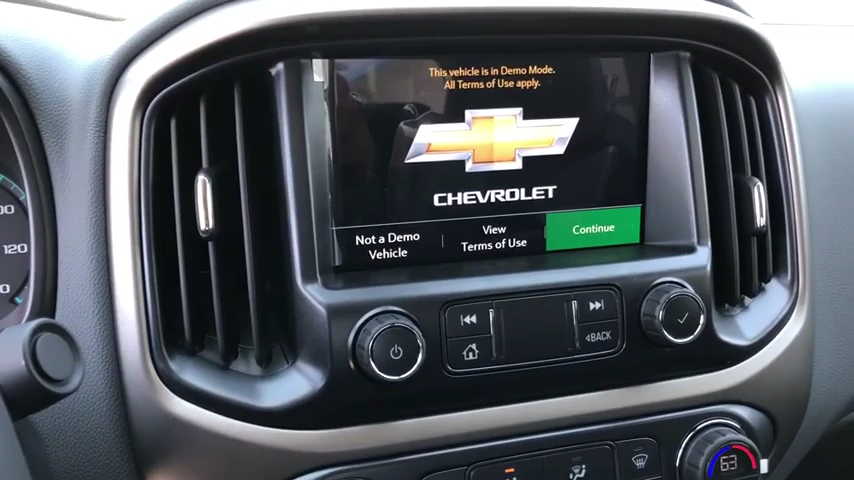 This vehicle is in Demo Mode.
All Terms of Use apply.
CHEVROLET
Not a Demo
Vehicle
View
Terms of Use
Continue
BACK
120
63